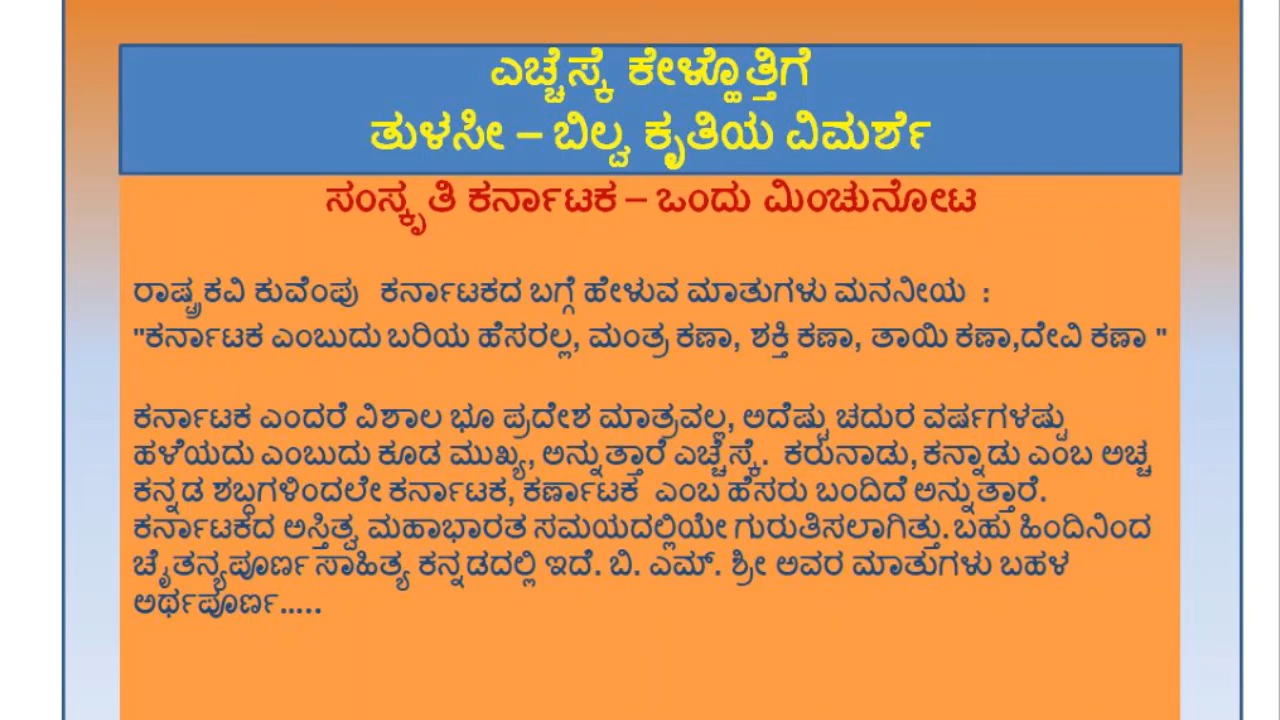 ಎಚ್ಚೆಸ್ಕೆ ಕೇಳ್ಹೊತ್ತಿಗೆ
ತುಳಸೀ – ಬಿಲ್ವ ಕೃತಿಯ ವಿಮರ್ಶೆ
ಸಂಸ್ಕೃತಿ ಕರ್ನಾಟಕ – ಒಂದು ಮಿಂಚುನೋಟ
ರಾಷ್ಟ್ರಕವಿ ಕುವೆಂಪು ಕರ್ನಾಟಕದ ಬಗ್ಗೆ ಹೇಳುವ ಮಾತುಗಳು ಮನನೀಯ :
"ಕರ್ನಾಟಕ ಎಂಬುದು ಬರಿಯ ಹೆಸರಲ್ಲ, ಮಂತ್ರ ಕಣಾ, ಶಕ್ತಿ ಕಣಾ, ತಾಯಿ ಕಣಾ,ದೇವಿ ಕಣಾ "
ಕರ್ನಾಟಕ ಎಂದರೆ ವಿಶಾಲ ಭೂ ಪ್ರದೇಶ ಮಾತ್ರವಲ್ಲ, ಅದೆಷ್ಟು ಚದುರ ವರ್ಷಗಳಷ್ಟು
ಹಳೆಯದು ಎಂಬುದು ಕೂಡ ಮುಖ್ಯ, ಅನ್ನುತ್ತಾರೆ ಎಚ್ಚೆಸ್ಕೆ. ಕರುನಾಡು, ಕನ್ನಾಡು ಎಂಬ ಅಚ್ಚ
ಕನ್ನಡ ಶಬ್ದಗಳಿಂದಲೇ ಕರ್ನಾಟಕ, ಕರ್ಣಾಟಕ ಎಂಬ ಹೆಸರು ಬಂದಿದೆ ಅನ್ನುತ್ತಾರೆ.
ಕರ್ನಾಟಕದ ಅಸ್ತಿತ್ವ ಮಹಾಭಾರತ ಸಮಯದಲ್ಲಿಯೇ ಗುರುತಿಸಲಾಗಿತ್ತು. ಬಹು ಹಿಂದಿನಿಂದ
ಚೈತನ್ಯಪೂರ್ಣ ಸಾಹಿತ್ಯ ಕನ್ನಡದಲ್ಲಿ ಇದೆ. ಬಿ. ಎಮ್. ಶ್ರೀ ಅವರ ಮಾತುಗಳು ಬಹಳ
ಅರ್ಥಪೂರ್ಣ.....